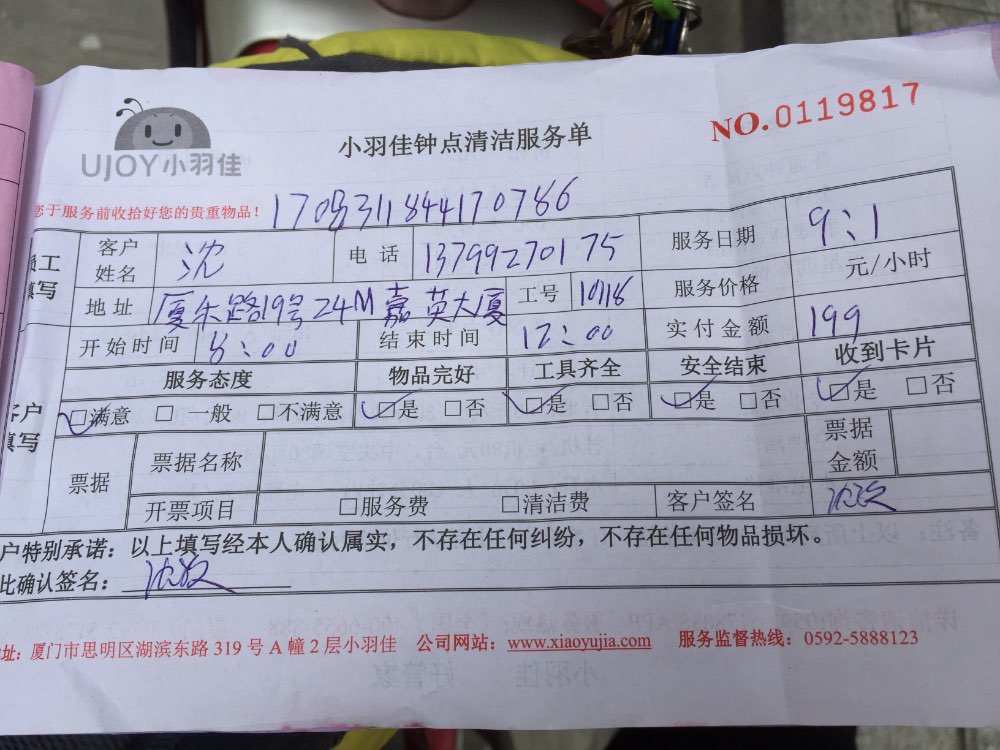 UJOY小羽佳
小羽佳钟点清洁服务单
NO.0119817
您于服务前收拾好您的贵重物品!
员工填写
客户姓名 沈 电话 13799270175 服务日期 9:1
地址 厦禾路19号24M嘉英大厦 工号 10116 服务价格 元/小时
开始时间 8:00 结束时间 12:00 实付金额 199
客户填写
服务态度 物品完好 工具齐全 安全结束 收到卡片
□满意 □一般 □不满意 □是 □否 □是 □否 □是 □否 □是 □否
票据 票据名称 票据金额
开票项目 □服务费 □清洁费 客户签名
户特别承诺:以上填写经本人确认属实,不存在任何纠纷,不存在任何物品损坏。
此确认签名:
址:厦门市思明区湖滨东路 319 号 A 幢 2 层小羽佳 公司网站:www.xiaoyujia.com 服务监督热线:0592-5888123